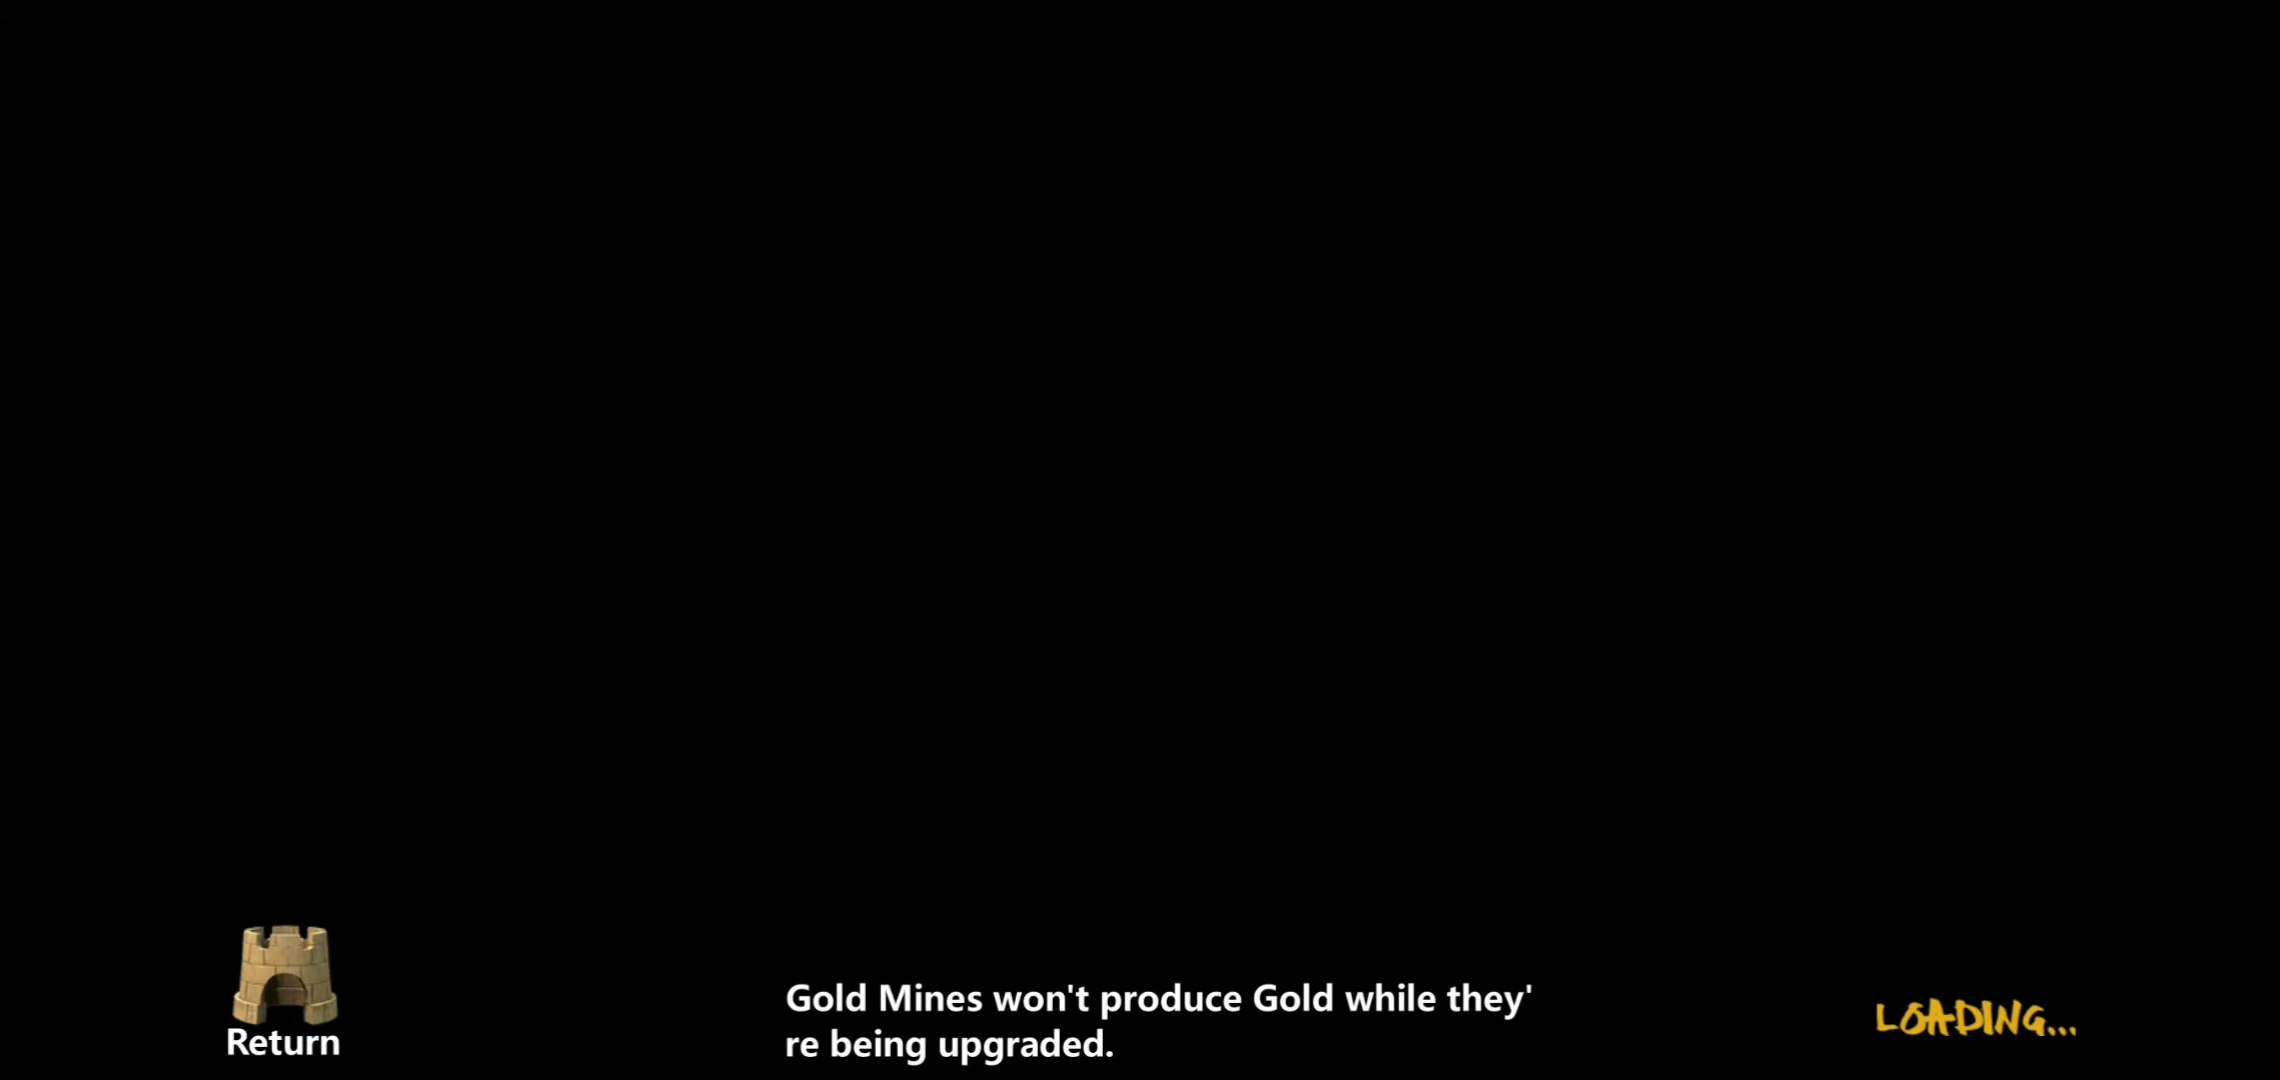 Return
Gold Mines won't produce Gold while they'
re being upgraded.
LOADING...